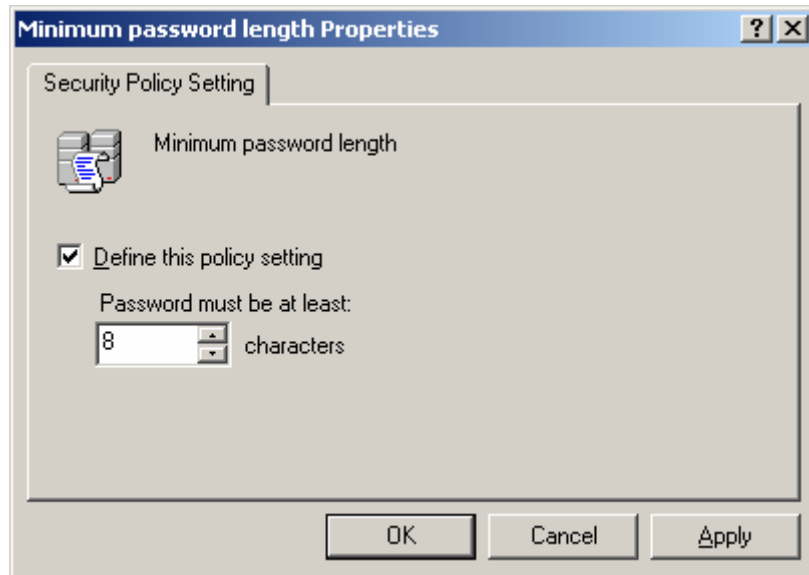 Minimum password length Properties
Security Policy Setting
Minimum password length
Define this policy setting
Password must be at least:
8 characters
OK Cancel Apply